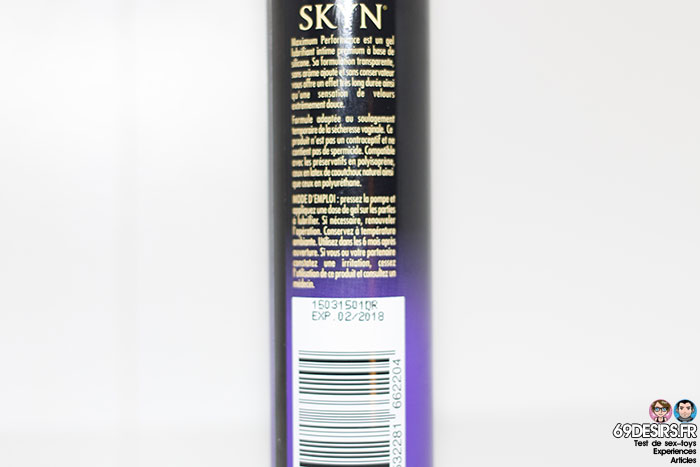 SKYN®
Maximum Performance est un gel
lubrifiant intime premium à base de
silicone. Sa formulation transparente,
sans arôme ajouté et sans conservateur
vous offre un effet très long durée ainsi
qu'une sensation de velours
extrêmement douce.
Formule adaptée au soulagement
temporaire de la sécheresse vaginale. Ce
produit n'est pas un contraceptif et ne
contient pas de spermicide. Compatible
avec les préservatifs en polyisoprène,
ceux en latex de caoutchouc naturel ainsi
que ceux en polyuréthane.
MODE D'EMPLOI : pressez la pompe et
appliquez une dose de gel sur les parties
à lubrifier. Si nécessaire, renouveler
l'opération. Conservez à température
ambiante. Utilisez dans les 6 mois après
ouverture. Si vous ou votre partenaire
constatez une irritation, cessez
l'utilisation de ce produit et consultez un
médecin.
15031501QR
EXP.02/2018
532281 662204
69DESIRS.FR
Test de sex-toys
Experiences
Articles